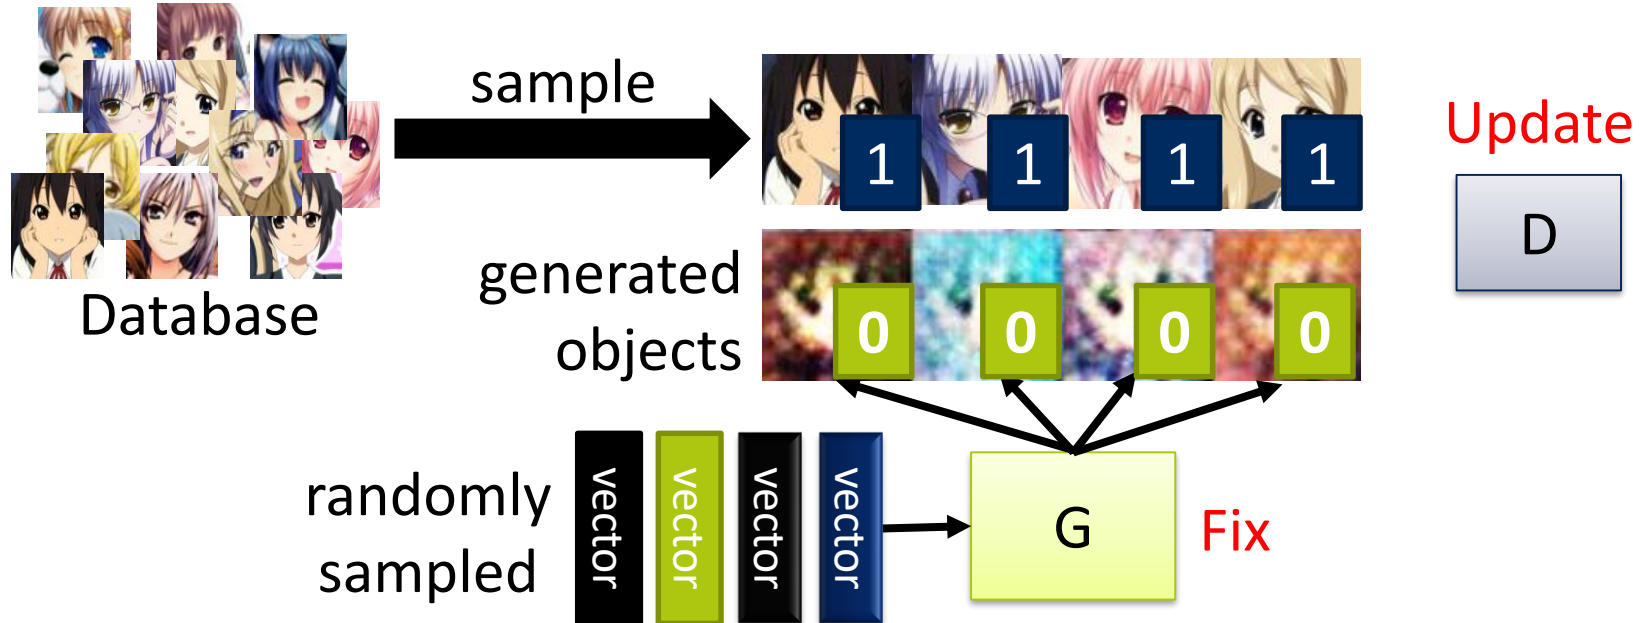 sample
1 1 1 1
Update
D
Database
generated
objects
0 0 0 0
randomly
sampled
vector vector vector vector
G
Fix